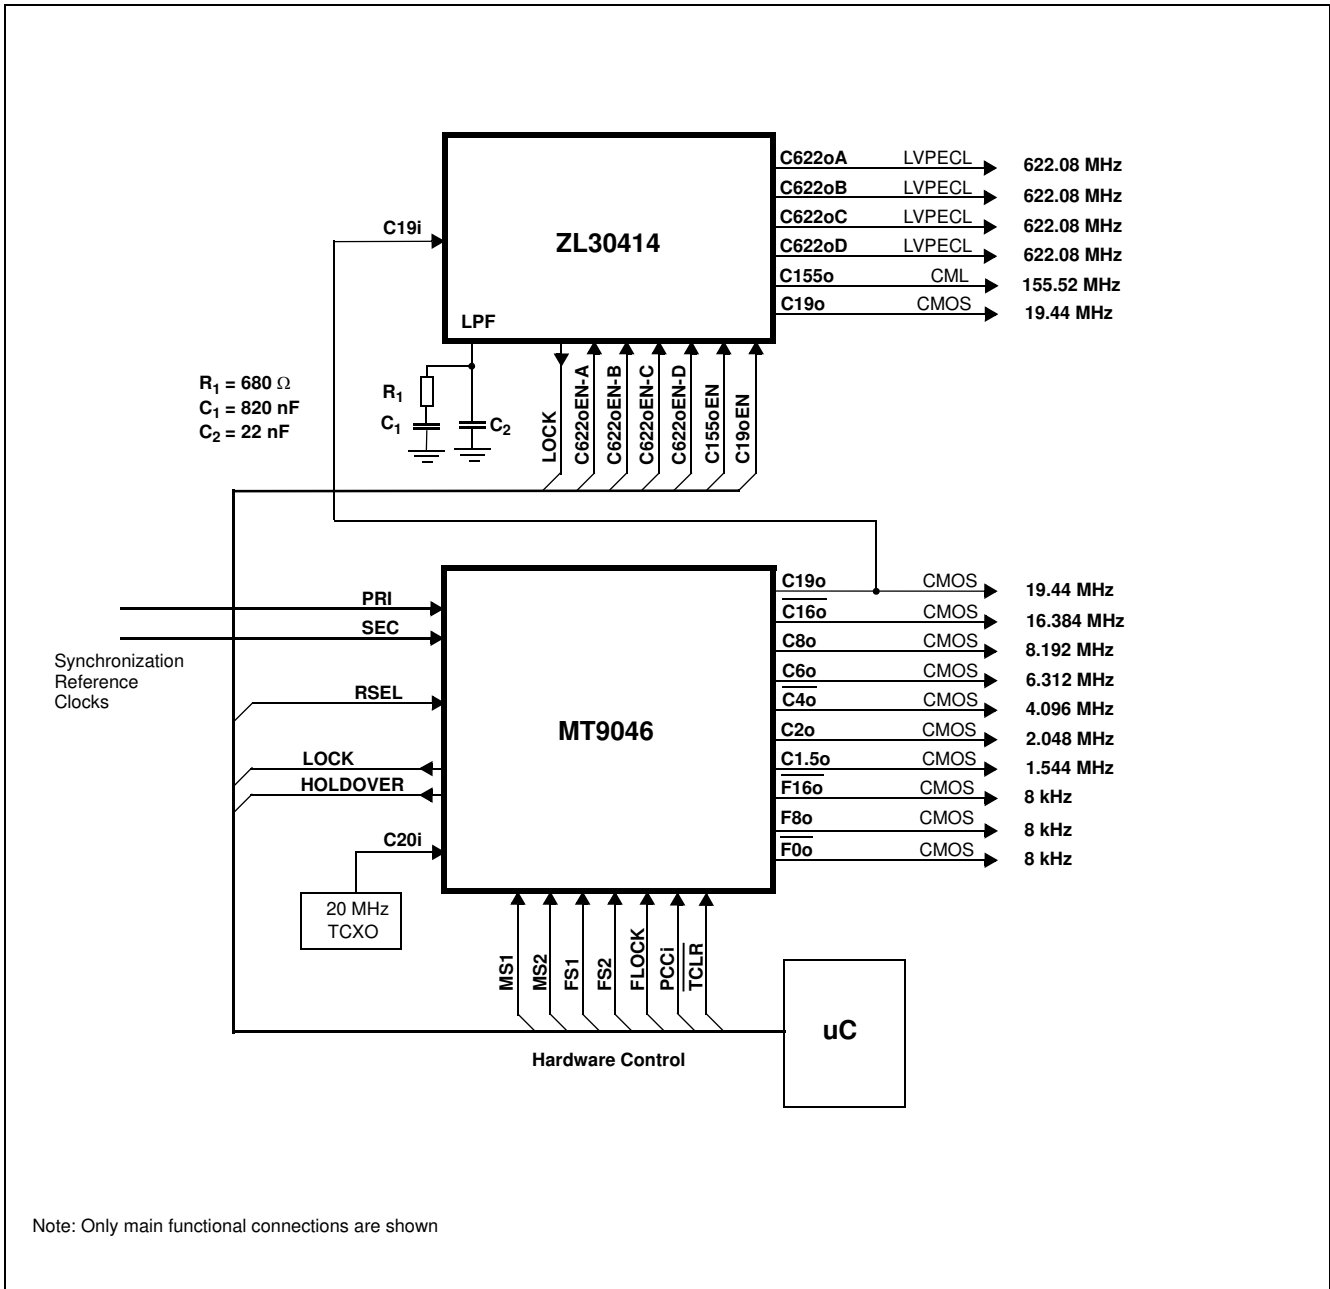 C622oA LVPECL 622.08 MHz
C622oB LVPECL 622.08 MHz
C622oC LVPECL 622.08 MHz
C622oD LVPECL 622.08 MHz
C155o CML 155.52 MHz
C19o CMOS 19.44 MHz
C19i
ZL30414
LPF
R1 = 680 Ω
C1 = 820 nF
C2 = 22 nF
R1
C1
C2
LOCK
C622oEN-A
C622oEN-B
C622oEN-C
C622oEN-D
C155oEN
C19oEN
C19o CMOS 19.44 MHz
C16o CMOS 16.384 MHz
C8o CMOS 8.192 MHz
C6o CMOS 6.312 MHz
C4o CMOS 4.096 MHz
C2o CMOS 2.048 MHz
C1.5o CMOS 1.544 MHz
F16o CMOS 8 kHz
F8o CMOS 8 kHz
F0o CMOS 8 kHz
PRI
SEC
Synchronization
Reference
Clocks
RSEL
MT9046
LOCK
HOLDOVER
C20i
20 MHz
TCXO
MS1
MS2
FS1
FS2
FLOCK
PCCi
TCLR
uC
Hardware Control
Note: Only main functional connections are shown